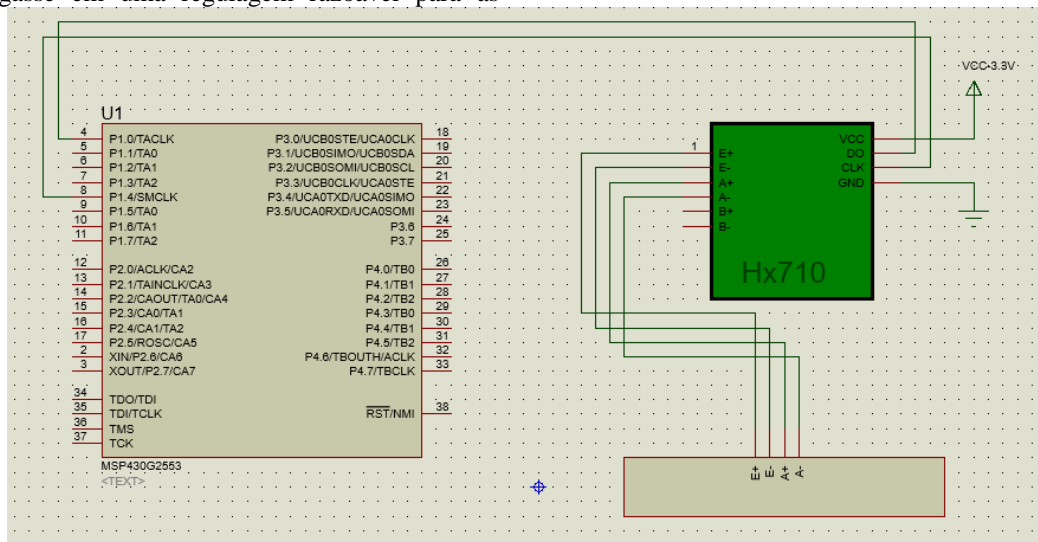 gasse em uma regulagem razoável para as
VCC-3.3V
U1
4 P1.0/TACLK P3.0/UCB0STE/UCA0CLK 18
5 P1.1/TA0 P3.1/UCB0SIMO/UCB0SDA 19
6 P1.2/TA1 P3.2/UCB0SOMI/UCB0SCL 20
7 P1.3/TA2 P3.3/UCB0CLK/UCA0STE 21
8 P1.4/SMCLK P3.4/UCA0TXD/UCA0SIMO 22
9 P1.5/TA0 P3.5/UCA0RXD/UCA0SOMI 23
10 P1.6/TA1 P3.6 24
11 P1.7/TA2 P3.7 25
12 P2.0/ACLK/CA2 P4.0/TB0 26
13 P2.1/TAINCLK/CA3 P4.1/TB1 27
14 P2.2/CAOUT/TA0/CA4 P4.2/TB2 28
15 P2.3/CA0/TA1 P4.3/TB0 29
16 P2.4/CA1/TA2 P4.4/TB1 30
17 P2.5/ROSC/CA5 P4.5/TB2 31
2 XIN/P2.6/CA6 P4.6/TBOUTH/ACLK 32
3 XOUT/P2.7/CA7 P4.7/TBCLK 33
34 TDO/TDI
35 TDI/TCLK RST/NMI 38
36 TMS
37 TCK
MSP430G2553
<TEXT>
1 E+ VCC
E- DO
A+ CLK
A- GND
B+
B-
Hx710
E+ E- A+ A-